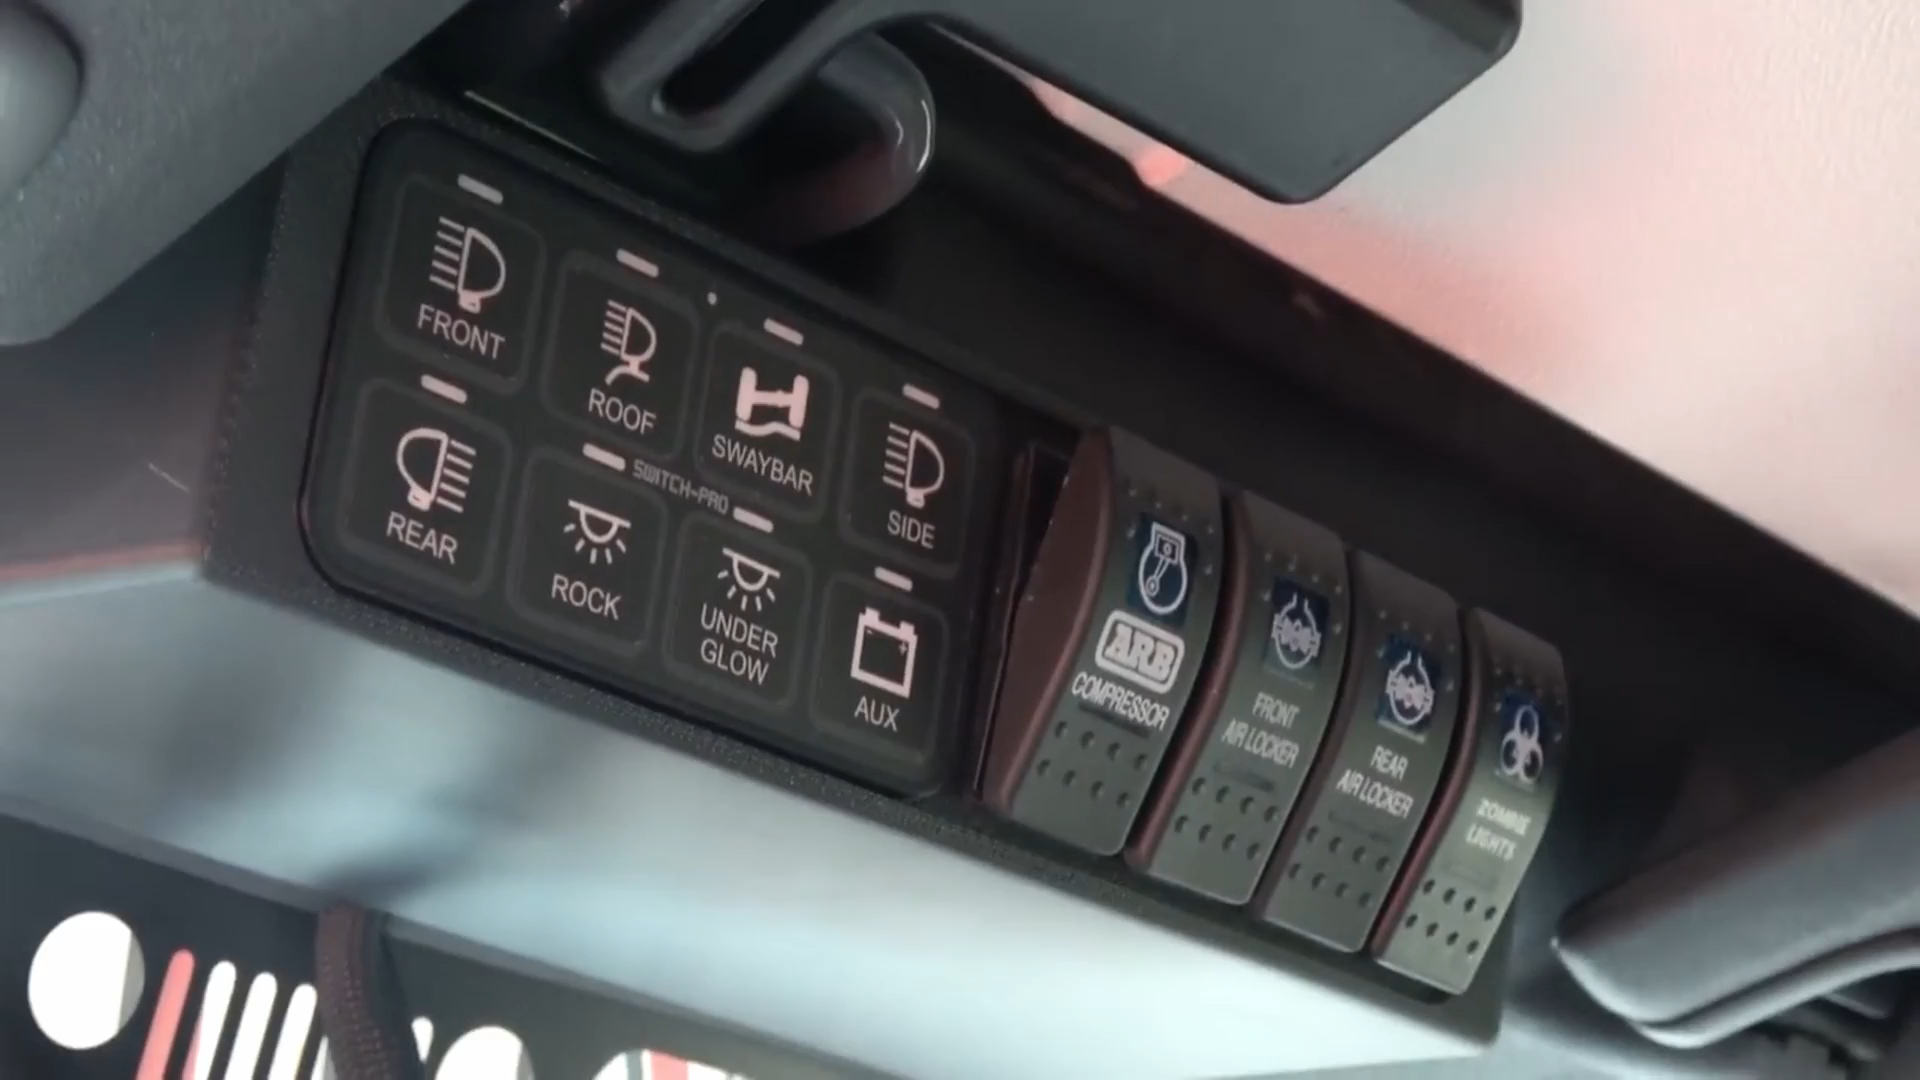 FRONT
ROOF
SWAYBAR
SIDE
SWITCH-PRO
REAR
ROCK
UNDER
GLOW
AUX
ARB
COMPRESSOR
FRONT
AIR LOCKER
REAR
AIR LOCKER
ZOMBIE
LIGHTS